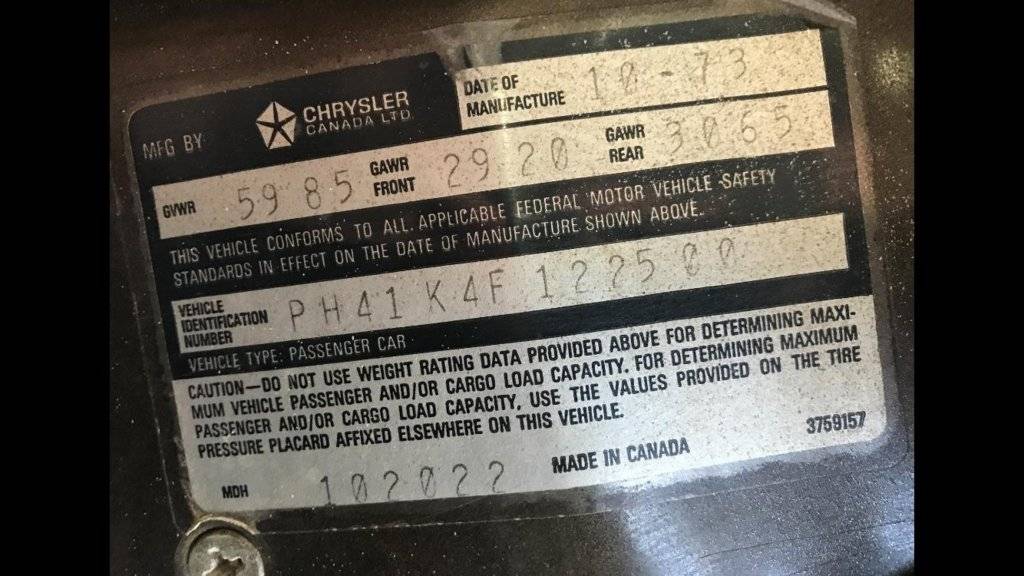 MFG BY CHRYSLER CANADA LTD DATE OF MANUFACTURE 10-73
GVWR 5985 GAWR FRONT 2920 GAWR REAR 3065
THIS VEHICLE CONFORMS TO ALL APPLICABLE FEDERAL MOTOR VEHICLE SAFETY
STANDARDS IN EFFECT ON THE DATE OF MANUFACTURE SHOWN ABOVE.
VEHICLE IDENTIFICATION NUMBER PH41K4F122500
VEHICLE TYPE: PASSENGER CAR
CAUTION—DO NOT USE WEIGHT RATING DATA PROVIDED ABOVE FOR DETERMINING MAXI-
MUM VEHICLE PASSENGER AND/OR CARGO LOAD CAPACITY. FOR DETERMINING MAXIMUM
PASSENGER AND/OR CARGO LOAD CAPACITY, USE THE VALUES PROVIDED ON THE TIRE
PRESSURE PLACARD AFFIXED ELSEWHERE ON THIS VEHICLE.
3759157
MDH 102022 MADE IN CANADA